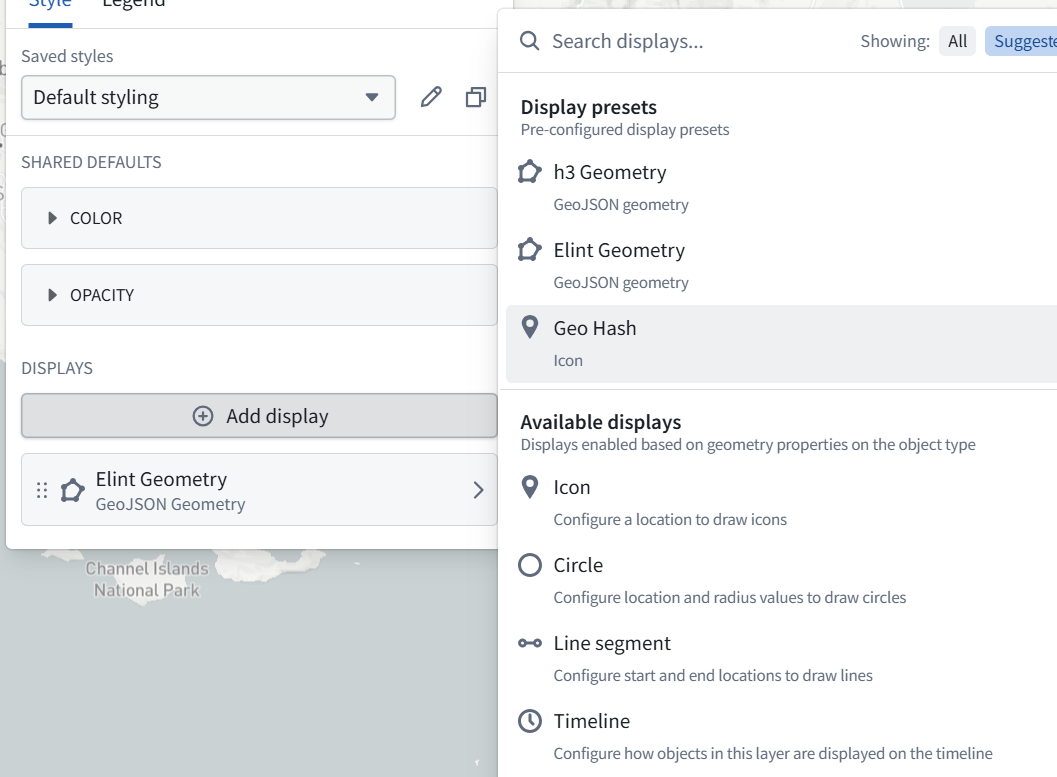 Style Legend
Saved styles
Default styling
SHARED DEFAULTS
COLOR
OPACITY
DISPLAYS
Add display
Elint Geometry
GeoJSON Geometry
Channel Islands
National Park
Search displays...
Showing: All
Display presets
Pre-configured display presets
h3 Geometry
GeoJSON geometry
Elint Geometry
GeoJSON geometry
Geo Hash
Icon
Available displays
Displays enabled based on geometry properties on the object type
Icon
Configure a location to draw icons
Circle
Configure location and radius values to draw circles
Line segment
Configure start and end locations to draw lines
Timeline
Configure how objects in this layer are displayed on the timeline